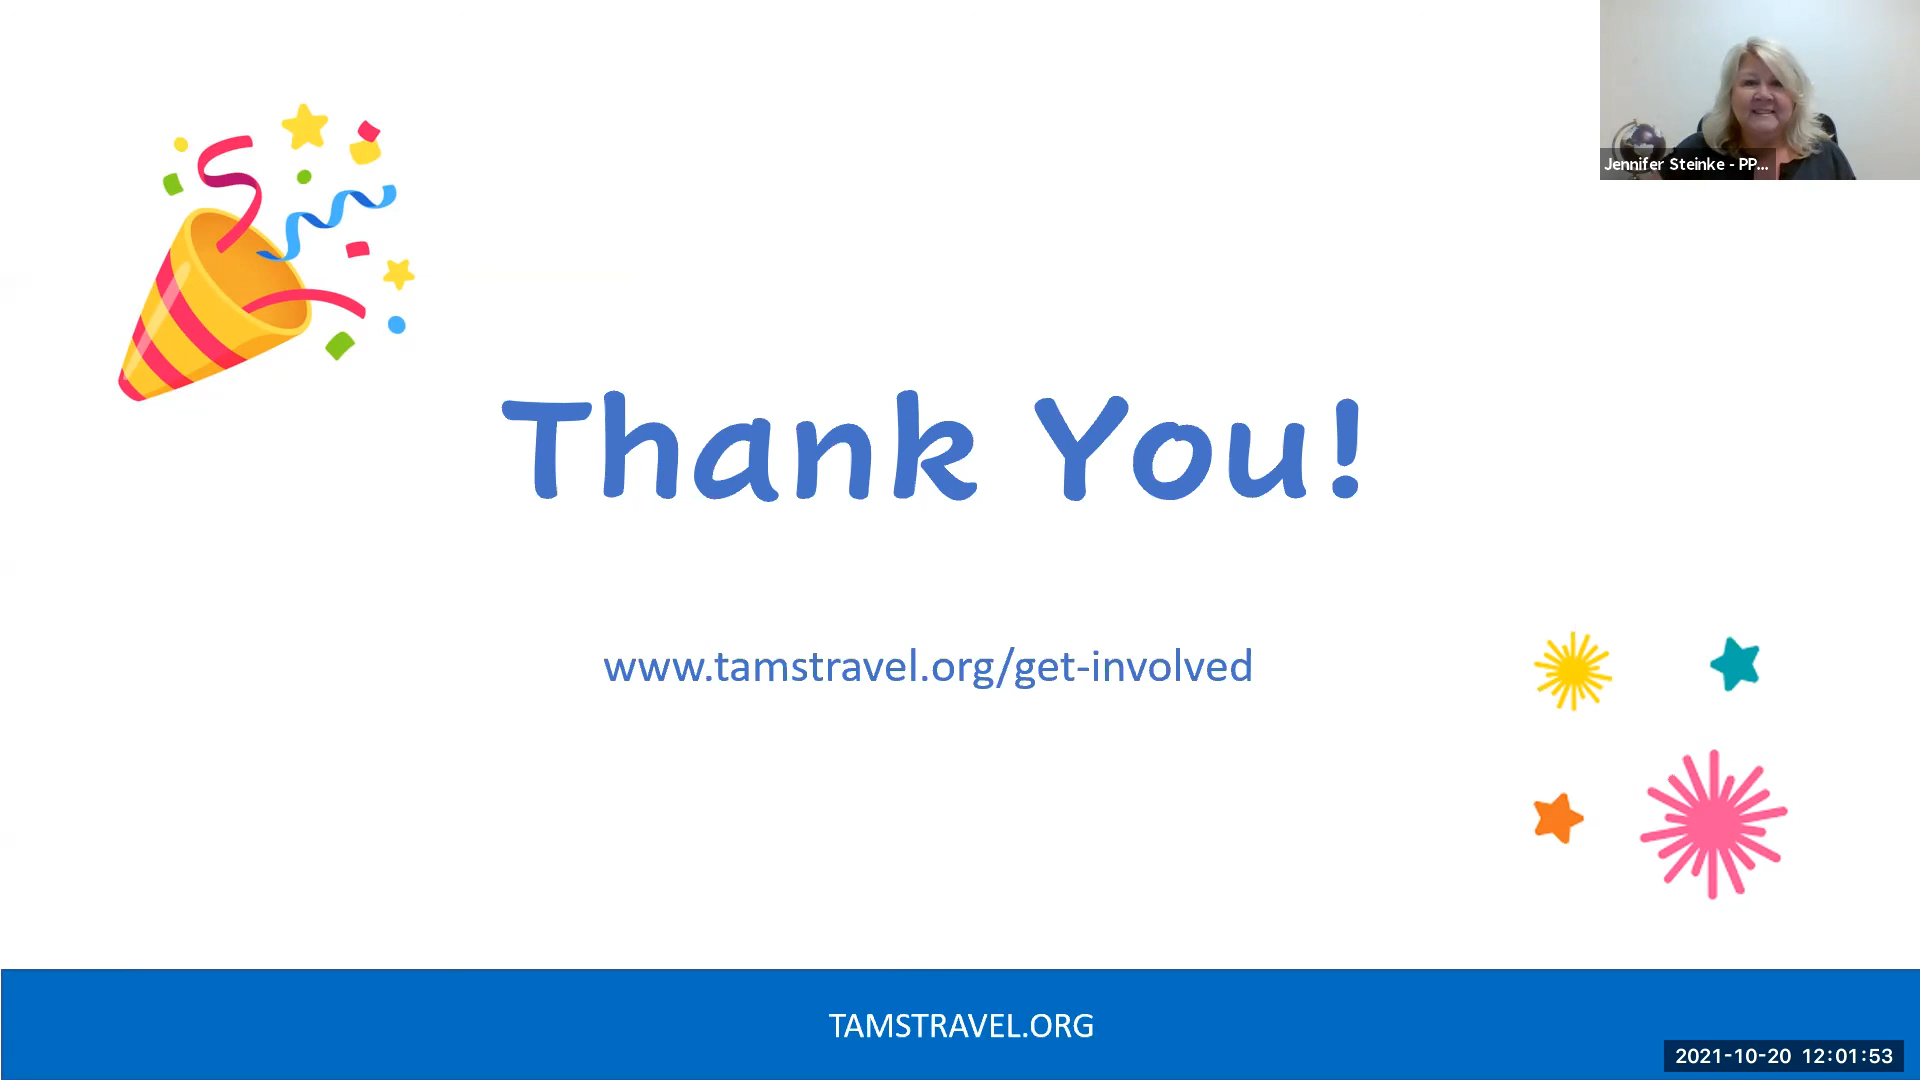 Jennifer Steinke - PP...
Thank You!
www.tamstravel.org/get-involved
TAMSTRAVEL.ORG
2021-10-20 12:01:53